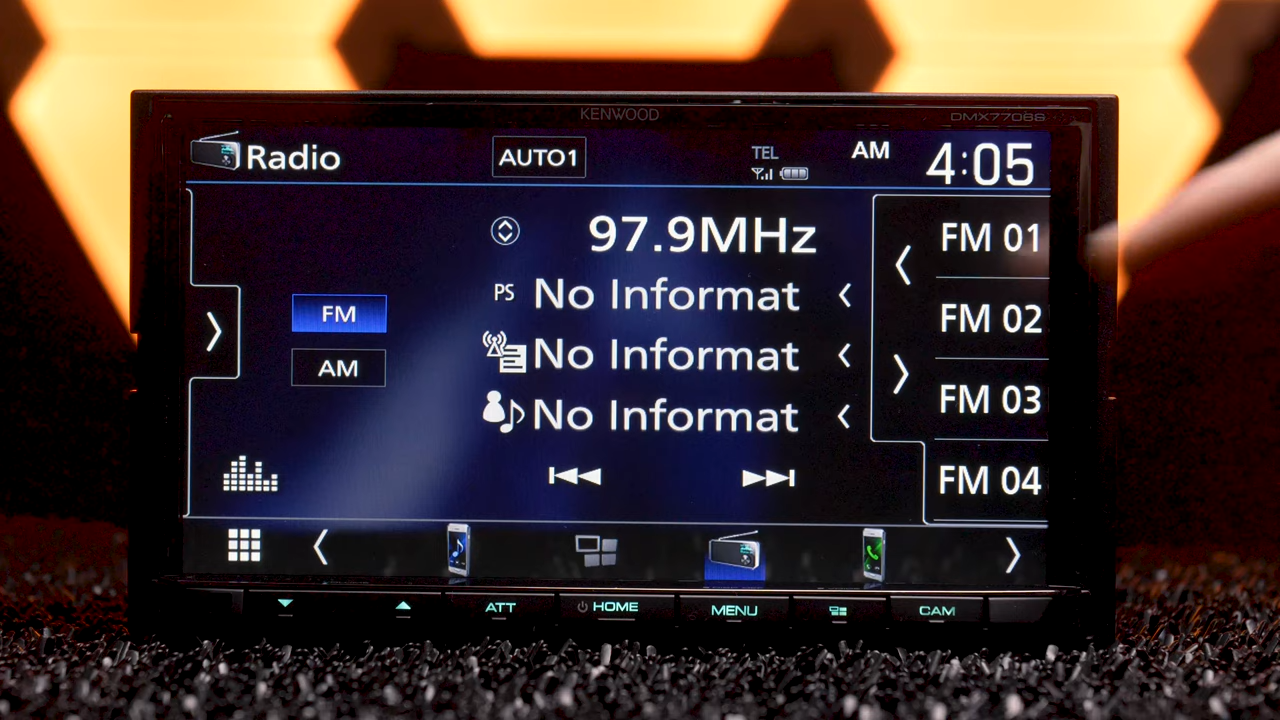 KENWOOD
DMX7706S
Radio
AUTO1
TEL
AM
4:05
97.9MHz
PS No Informat
No Informat
No Informat
FM
AM
FM 01
FM 02
FM 03
FM 04
ATT
HOME
MENU
CAM